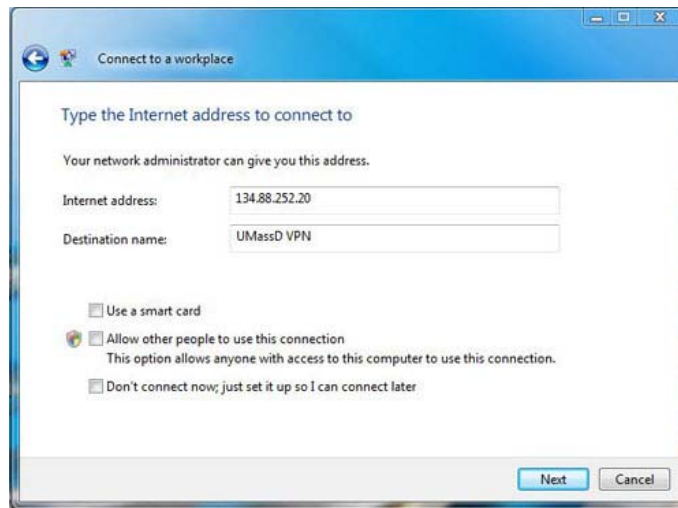 Connect to a workplace
Type the Internet address to connect to
Your network administrator can give you this address.
Internet address: 134.88.252.20
Destination name: UMassD VPN
Use a smart card
Allow other people to use this connection
This option allows anyone with access to this computer to use this connection.
Don't connect now; just set it up so I can connect later
Next Cancel